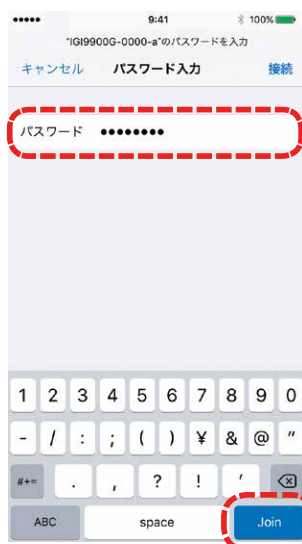 9:41 100%
"IGI9900G-0000-a"のパスワードを入力
キャンセル パスワード入力 接続
パスワード ●●●●●●●●
1 2 3 4 5 6 7 8 9 0
- / : ; ( ) ¥ & @ "
#+= . , ? ! '
ABC space Join